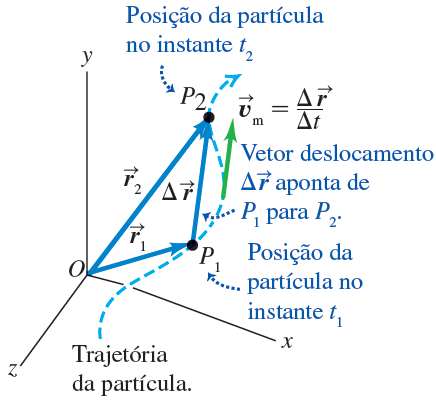 Posição da partícula
no instante t₂
y
P2
v⃗ₘ = Δr⃗/Δt
Vetor deslocamento
Δr⃗ aponta de
P₁ para P₂.
r⃗₂
Δr⃗
r⃗₁
O
P₁
Posição da
partícula no
instante t₁
x
z
Trajetória
da partícula.